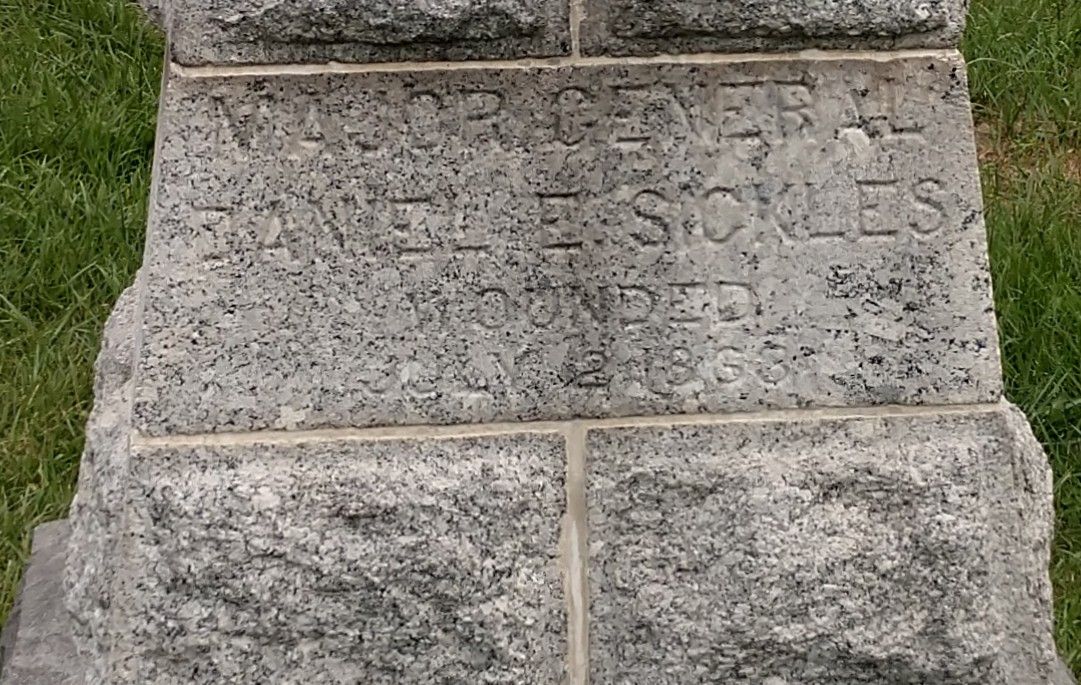 MAJOR GENERAL
DANIEL E. SICKLES
WOUNDED
JULY 2 1863